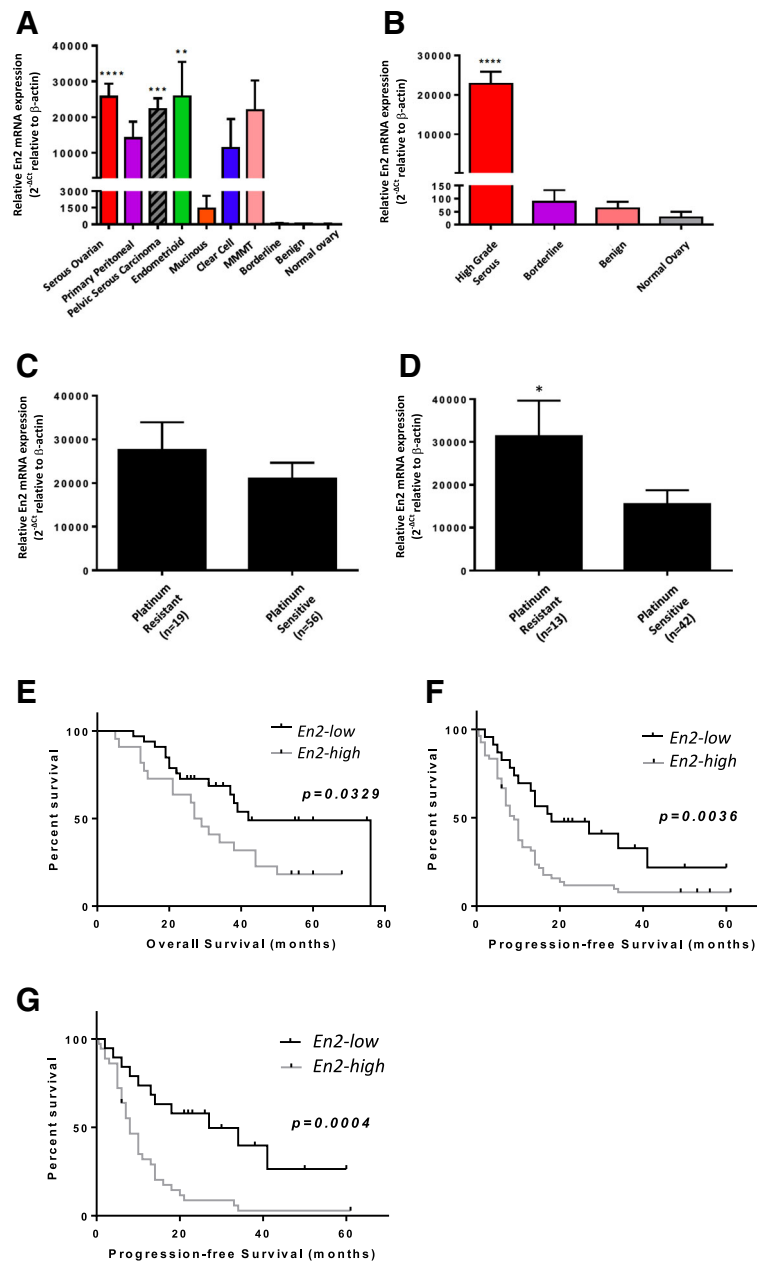 A
Relative En2 mRNA expression
(2^-ΔCt relative to β-actin)
40000
30000
20000
10000
3000
1500
0
****
***
**
Serous Ovarian
Primary Peritoneal
Pelvic Serous Carcinoma
Endometrioid
Mucinous
Clear Cell
MMMT
Borderline
Benign
Normal ovary
B
Relative En2 mRNA expression
(2^-ΔCt relative to β-actin)
30000
20000
10000
150
100
50
0
****
High Grade
Serous
Borderline
Benign
Normal Ovary
C
Relative En2 mRNA expression
(2^-ΔCt relative to β-actin)
40000
30000
20000
10000
0
Platinum
Resistant
(n=19)
Platinum
Sensitive
(n=56)
D
Relative En2 mRNA expression
(2^-ΔCt relative to β-actin)
40000
30000
20000
10000
0
*
Platinum
Resistant
(n=13)
Platinum
Sensitive
(n=42)
E
Percent survival
100
50
0
En2-low
En2-high
p=0.0329
0 20 40 60 80
Overall Survival (months)
F
Percent survival
100
50
0
En2-low
En2-high
p=0.0036
0 20 40 60
Progression-free Survival (months)
G
Percent survival
100
50
0
En2-low
En2-high
p=0.0004
0 20 40 60
Progression-free Survival (months)